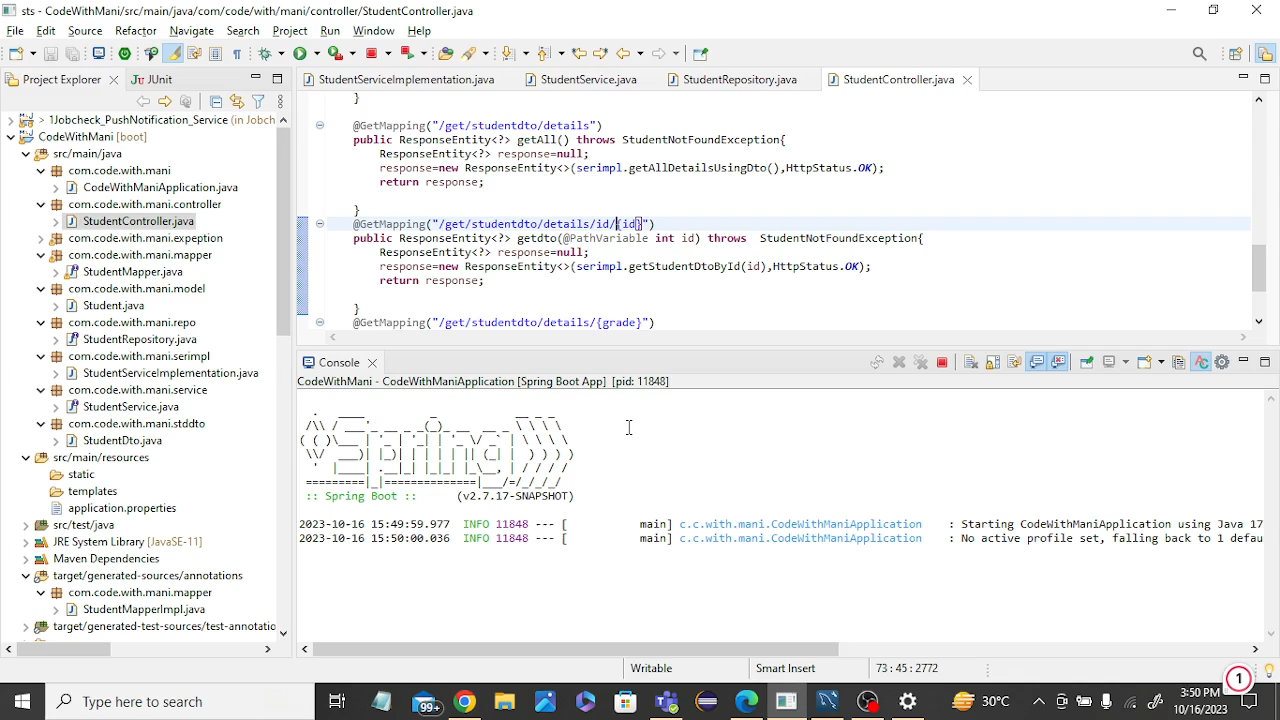 sts - CodeWithMani/src/main/java/com/code/with/mani/controller/StudentController.java
File Edit Source Refactor Navigate Search Project Run Window Help
Project Explorer
JUnit
> 1Jobcheck_PushNotification_Service (in Jobch
CodeWithMani [boot]
src/main/java
com.code.with.mani
CodeWithManiApplication.java
com.code.with.mani.controller
StudentController.java
com.code.with.mani.expeption
com.code.with.mani.mapper
StudentMapper.java
com.code.with.mani.model
Student.java
com.code.with.mani.repo
StudentRepository.java
com.code.with.mani.serimpl
StudentServiceImplementation.java
com.code.with.mani.service
StudentService.java
com.code.with.mani.stddto
StudentDto.java
src/main/resources
static
templates
application.properties
src/test/java
JRE System Library [JavaSE-11]
Maven Dependencies
target/generated-sources/annotations
com.code.with.mani.mapper
StudentMapperImpl.java
target/generated-test-sources/test-annotatio
StudentServiceImplementation.java StudentService.java StudentRepository.java StudentController.java
}
@GetMapping("/get/studentdto/details")
public ResponseEntity<?> getAll() throws StudentNotFoundException{
ResponseEntity<?> response=null;
response=new ResponseEntity<>(serimpl.getAllDetailsUsingDto(),HttpStatus.OK);
return response;
}
@GetMapping("/get/studentdto/details/id/{id}")
public ResponseEntity<?> getdto(@PathVariable int id) throws  StudentNotFoundException{
ResponseEntity<?> response=null;
response=new ResponseEntity<>(serimpl.getStudentDtoById(id),HttpStatus.OK);
return response;
}
@GetMapping("/get/studentdto/details/{grade}")
Console
CodeWithMani - CodeWithManiApplication [Spring Boot App] [pid: 11848]
Spring
:: Spring Boot :: (v2.7.17-SNAPSHOT)
2023-10-16 15:49:59.977 INFO 11848 --- [ main] c.c.with.mani.CodeWithManiApplication : Starting CodeWithManiApplication using Java 17
2023-10-16 15:50:00.036 INFO 11848 --- [ main] c.c.with.mani.CodeWithManiApplication : No active profile set, falling back to 1 defau
Writable Smart Insert 73 : 45 : 2772
1
Type here to search
99+
30°C
3:50 PM
10/16/2023